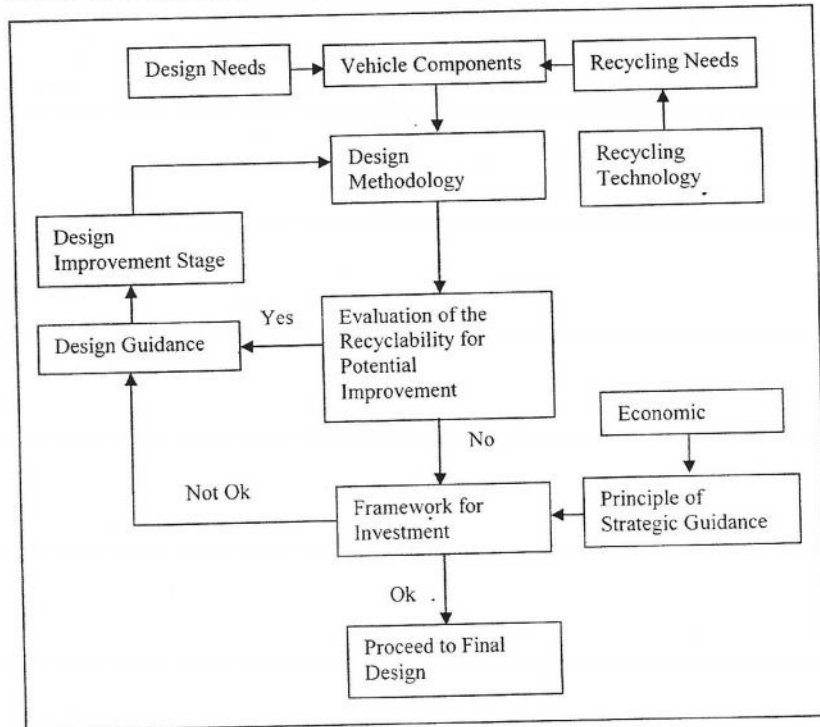 Design Needs
Vehicle Components
Recycling Needs
Design
Methodology
Recycling
Technology
Design
Improvement Stage
Yes
Evaluation of the
Recyclability for
Potential
Improvement
Design Guidance
Economic
No
Not Ok
Framework for
Investment
Principle of
Strategic Guidance
Ok
Proceed to Final
Design